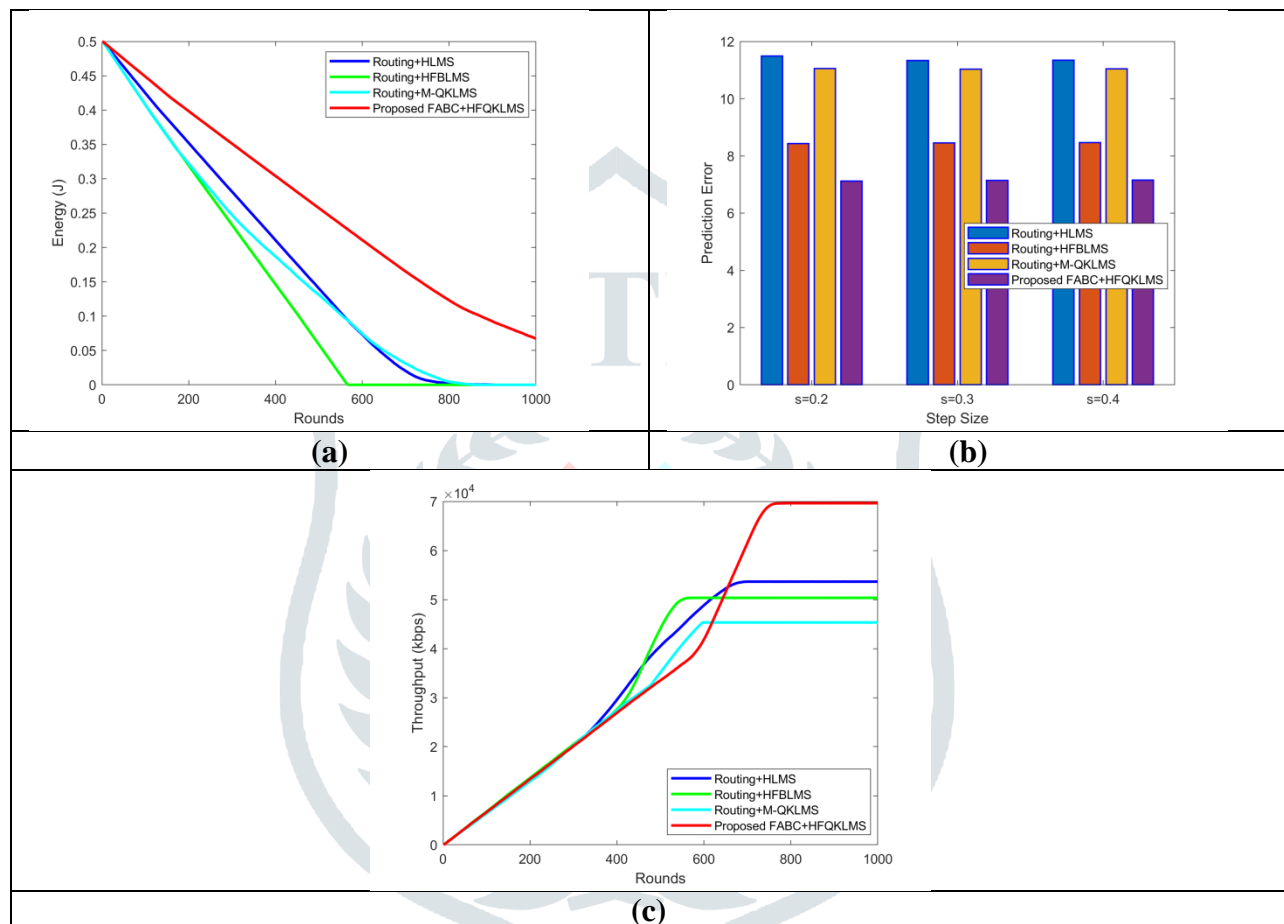 0.5
0.45
0.4
0.35
0.3
0.25
0.2
0.15
0.1
0.05
0
Energy (J)
Routing+HLMS
Routing+HFBLMS
Routing+M-QKLMS
Proposed FABC+HFQKLMS
0 200 400 600 800 1000
Rounds
(a)
12
10
8
6
4
2
0
Prediction Error
Routing+HLMS
Routing+HFBLMS
Routing+M-QKLMS
Proposed FABC+HFQKLMS
s=0.2 s=0.3 s=0.4
Step Size
(b)
×10⁴
7
6
5
4
3
2
1
0
Throughput (kbps)
Routing+HLMS
Routing+HFBLMS
Routing+M-QKLMS
Proposed FABC+HFQKLMS
0 200 400 600 800 1000
Rounds
(c)